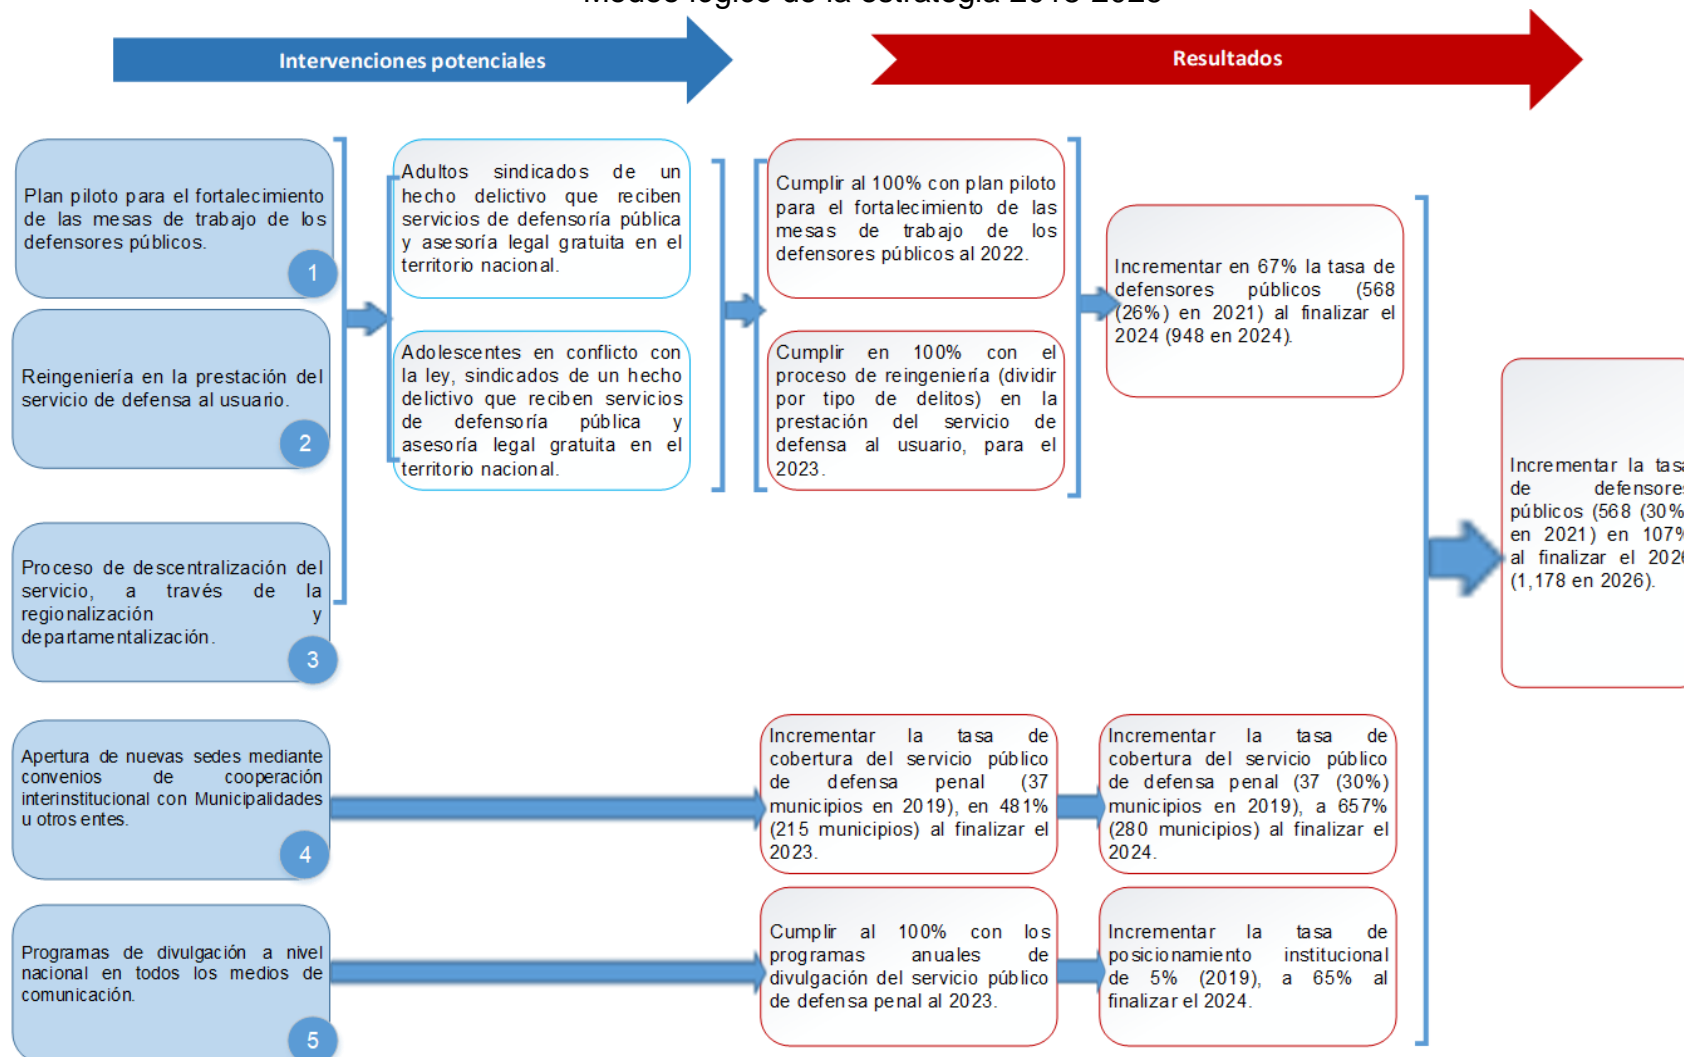 Modeo lógico de la estrategia 2018-2028
Intervenciones potenciales
Resultados
Plan piloto para el fortalecimiento
de las mesas de trabajo de los
defensores públicos.
1
Reingeniería en la prestación del
servicio de defensa al usuario.
2
Proceso de descentralización del
servicio, a través de la
regionalización y
departamentalización.
3
Apertura de nuevas sedes mediante
convenios de cooperación
interinstitucional con Municipalidades
u otros entes.
4
Programas de divulgación a nivel
nacional en todos los medios de
comunicación.
5
Adultos sindicados de un
hecho delictivo que reciben
servicios de defensoría pública
y asesoría legal gratuita en el
territorio nacional.
Adolescentes en conflicto con
la ley, sindicados de un hecho
delictivo que reciben servicios
de defensoría pública y
asesoría legal gratuita en el
territorio nacional.
Cumplir al 100% con plan piloto
para el fortalecimiento de las
mesas de trabajo de los
defensores públicos al 2022.
Cumplir en 100% con el
proceso de reingeniería (dividir
por tipo de delitos) en la
prestación del servicio de
defensa al usuario, para el
2023.
Incrementar la tasa de
cobertura del servicio público
de defensa penal (37
municipios en 2019), en 481%
(215 municipios) al finalizar el
2023.
Cumplir al 100% con los
programas anuales de
divulgación del servicio público
de defensa penal al 2023.
Incrementar en 67% la tasa de
defensores públicos (568
(26%) en 2021) al finalizar el
2024 (948 en 2024).
Incrementar la tasa de
cobertura del servicio público
de defensa penal (37 (30%)
municipios en 2019), a 657%
(280 municipios) al finalizar el
2024.
Incrementar la tasa de
posicionamiento institucional
de 5% (2019), a 65% al
finalizar el 2024.
Incrementar la tasa
de defensores
públicos (568 (30%
en 2021) en 107%
al finalizar el 2026
(1,178 en 2026).